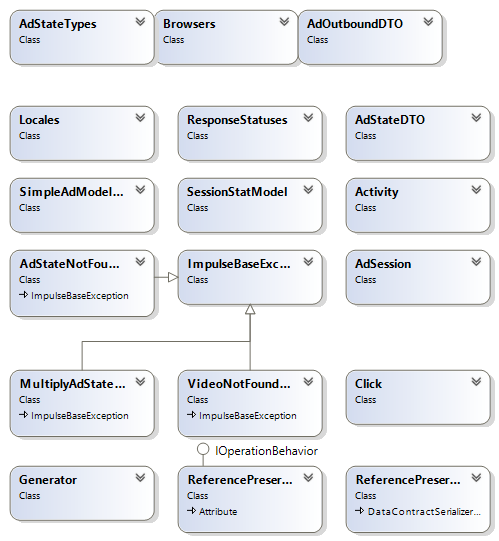 AdStateTypes
Class
Browsers
Class
AdOutboundDTO
Class
Locales
Class
ResponseStatuses
Class
AdStateDTO
Class
SimpleAdModel...
Class
SessionStatModel
Class
Activity
Class
AdStateNotFou...
Class
ImpulseBaseException
ImpulseBaseExc...
Class
AdSession
Class
MultiplyAdState...
Class
ImpulseBaseException
VideoNotFound...
Class
ImpulseBaseException
Click
Class
Generator
Class
IOperationBehavior
ReferencePreser...
Class
Attribute
ReferencePreser...
Class
DataContractSerializer...